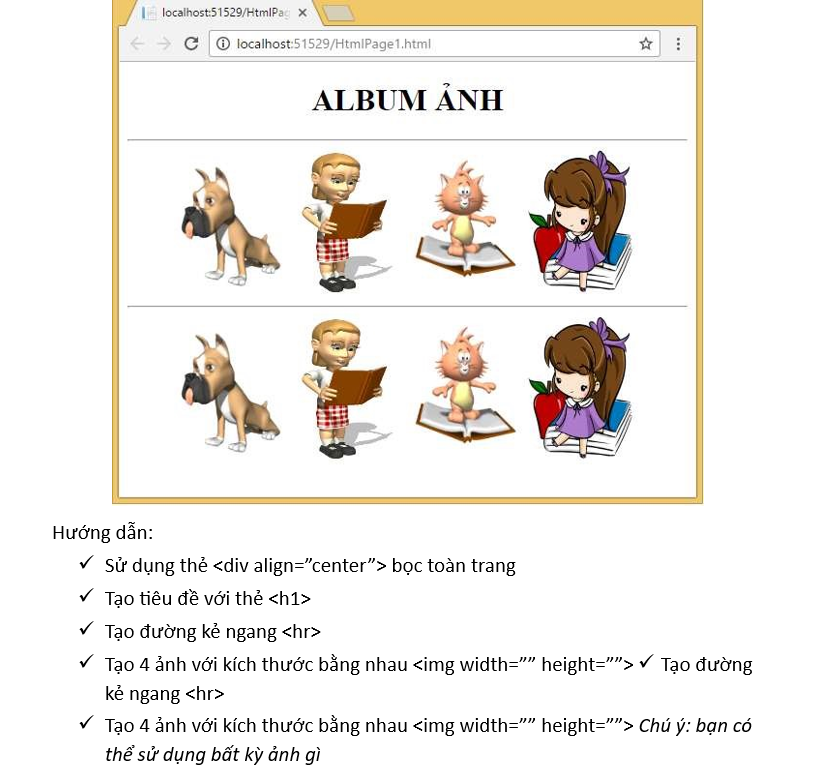 localhost:51529/HtmlPag
localhost:51529/HtmlPage1.html
ALBUM ẢNH
Hướng dẫn:
✓ Sử dụng thẻ <div align=”center”> bọc toàn trang
✓ Tạo tiêu đề với thẻ <h1>
✓ Tạo đường kẻ ngang <hr>
✓ Tạo 4 ảnh với kích thước bằng nhau <img width=”” height=””> ✓ Tạo đường
kẻ ngang <hr>
✓ Tạo 4 ảnh với kích thước bằng nhau <img width=”” height=””> Chú ý: bạn có
thể sử dụng bất kỳ ảnh gì